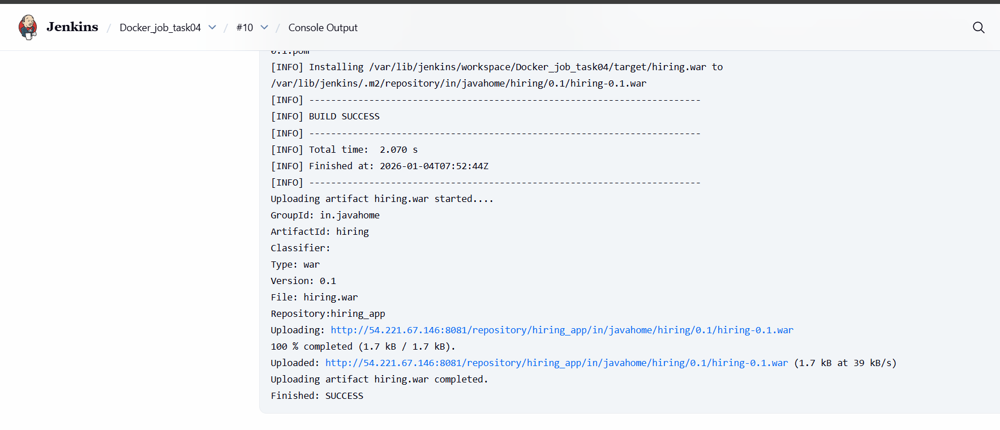 Jenkins / Docker_job_task04 / #10 / Console Output
0.1.pom
[INFO] Installing /var/lib/jenkins/workspace/Docker_job_task04/target/hiring.war to
/var/lib/jenkins/.m2/repository/in/javahome/hiring/0.1/hiring-0.1.war
[INFO] ------------------------------------------------------------------------
[INFO] BUILD SUCCESS
[INFO] ------------------------------------------------------------------------
[INFO] Total time:  2.070 s
[INFO] Finished at: 2026-01-04T07:52:44Z
[INFO] ------------------------------------------------------------------------
Uploading artifact hiring.war started....
GroupId: in.javahome
ArtifactId: hiring
Classifier:
Type: war
Version: 0.1
File: hiring.war
Repository:hiring_app
Uploading: http://54.221.67.146:8081/repository/hiring_app/in/javahome/hiring/0.1/hiring-0.1.war
100 % completed (1.7 kB / 1.7 kB).
Uploaded: http://54.221.67.146:8081/repository/hiring_app/in/javahome/hiring/0.1/hiring-0.1.war (1.7 kB at 39 kB/s)
Uploading artifact hiring.war completed.
Finished: SUCCESS